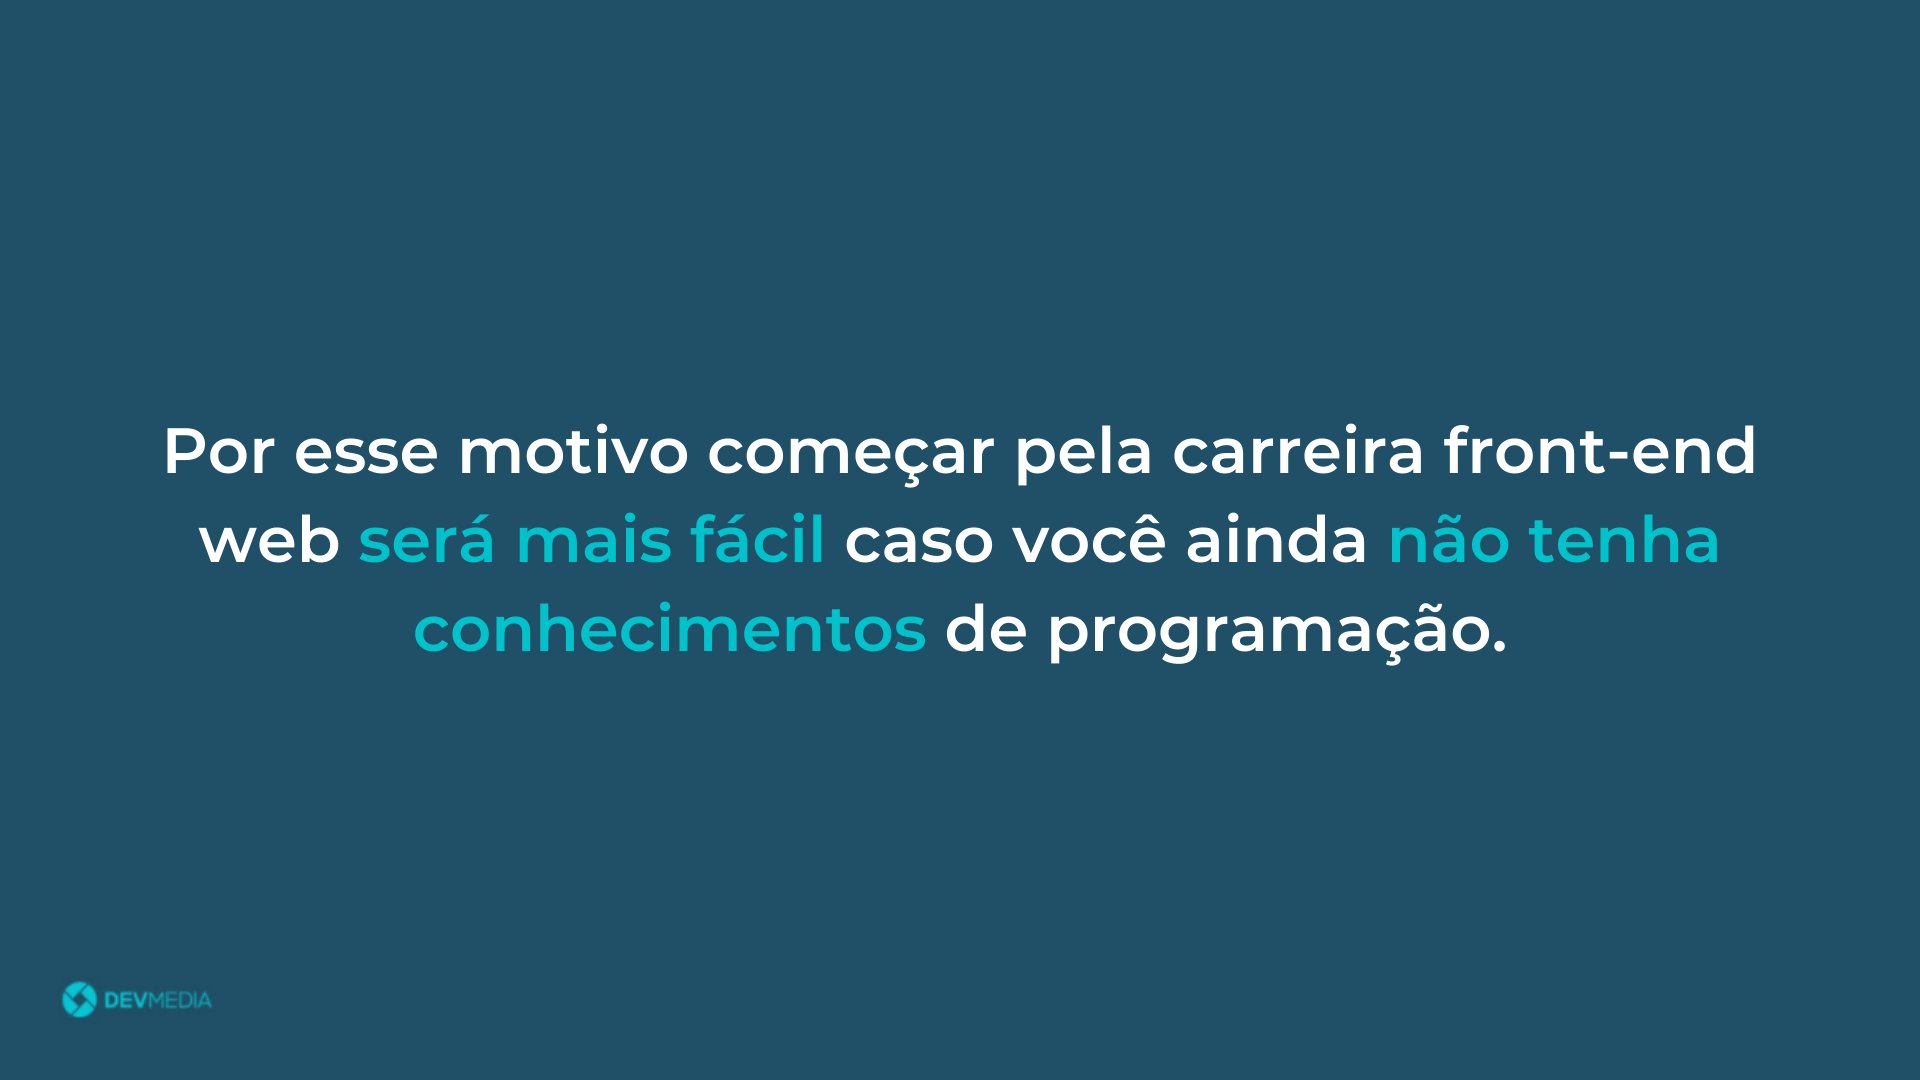 Por esse motivo começar pela carreira front-end
web será mais fácil caso você ainda não tenha
conhecimentos de programação.
DEVMEDIA